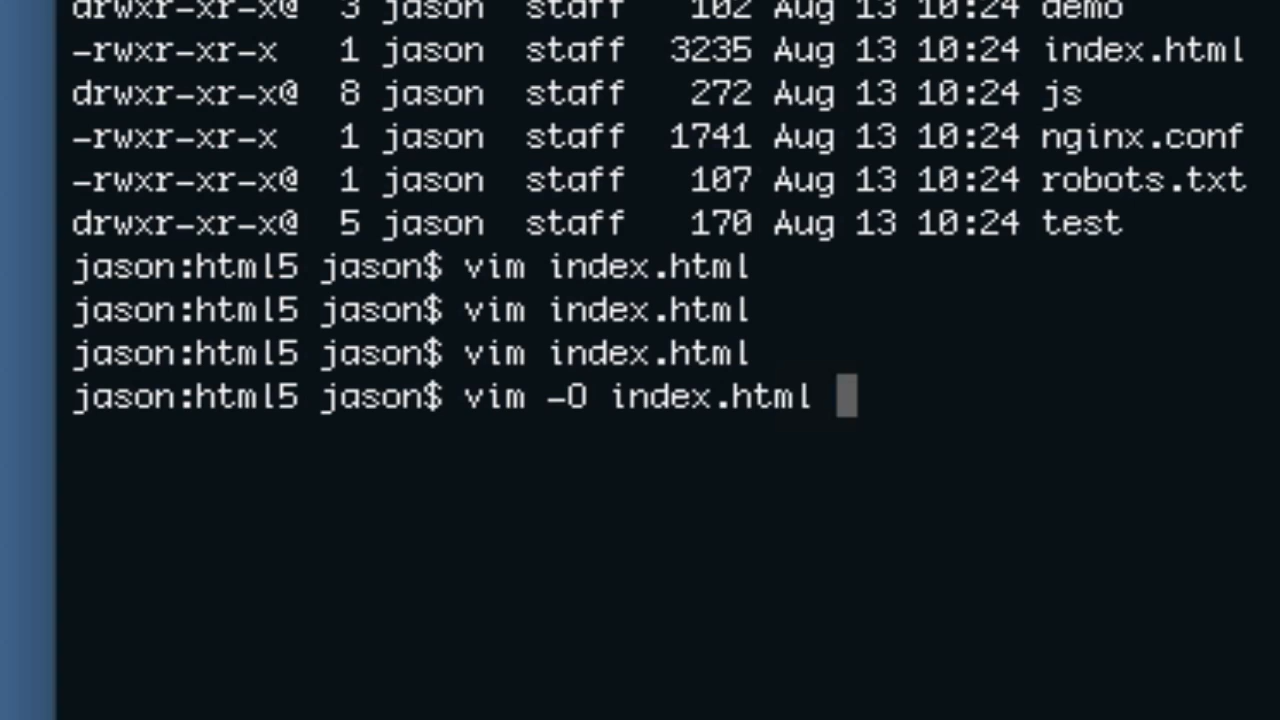 drwxr-xr-x@  3 jason  staff   102 Aug 13 10:24 demo
-rwxr-xr-x   1 jason  staff  3235 Aug 13 10:24 index.html
drwxr-xr-x@  8 jason  staff   272 Aug 13 10:24 js
-rwxr-xr-x   1 jason  staff  1741 Aug 13 10:24 nginx.conf
-rwxr-xr-x@  1 jason  staff   107 Aug 13 10:24 robots.txt
drwxr-xr-x@  5 jason  staff   170 Aug 13 10:24 test
jason:html5 jason$ vim index.html
jason:html5 jason$ vim index.html
jason:html5 jason$ vim index.html
jason:html5 jason$ vim -O index.html